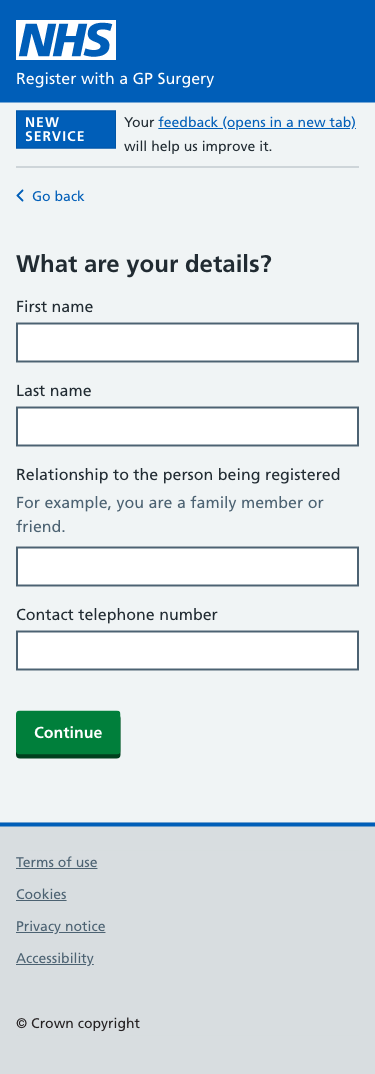 NHS
Register with a GP Surgery
NEW
SERVICE
Your feedback (opens in a new tab)
will help us improve it.
Go back
What are your details?
First name
Last name
Relationship to the person being registered
For example, you are a family member or
friend.
Contact telephone number
Continue
Terms of use
Cookies
Privacy notice
Accessibility
© Crown copyright